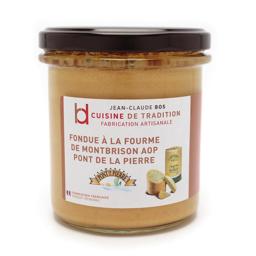 JEAN-CLAUDE BOS
CUISINE DE TRADITION
FABRICATION ARTISANALE
FONDUE À LA FOURME
DE MONTBRISON AOP
PONT DE LA PIERRE